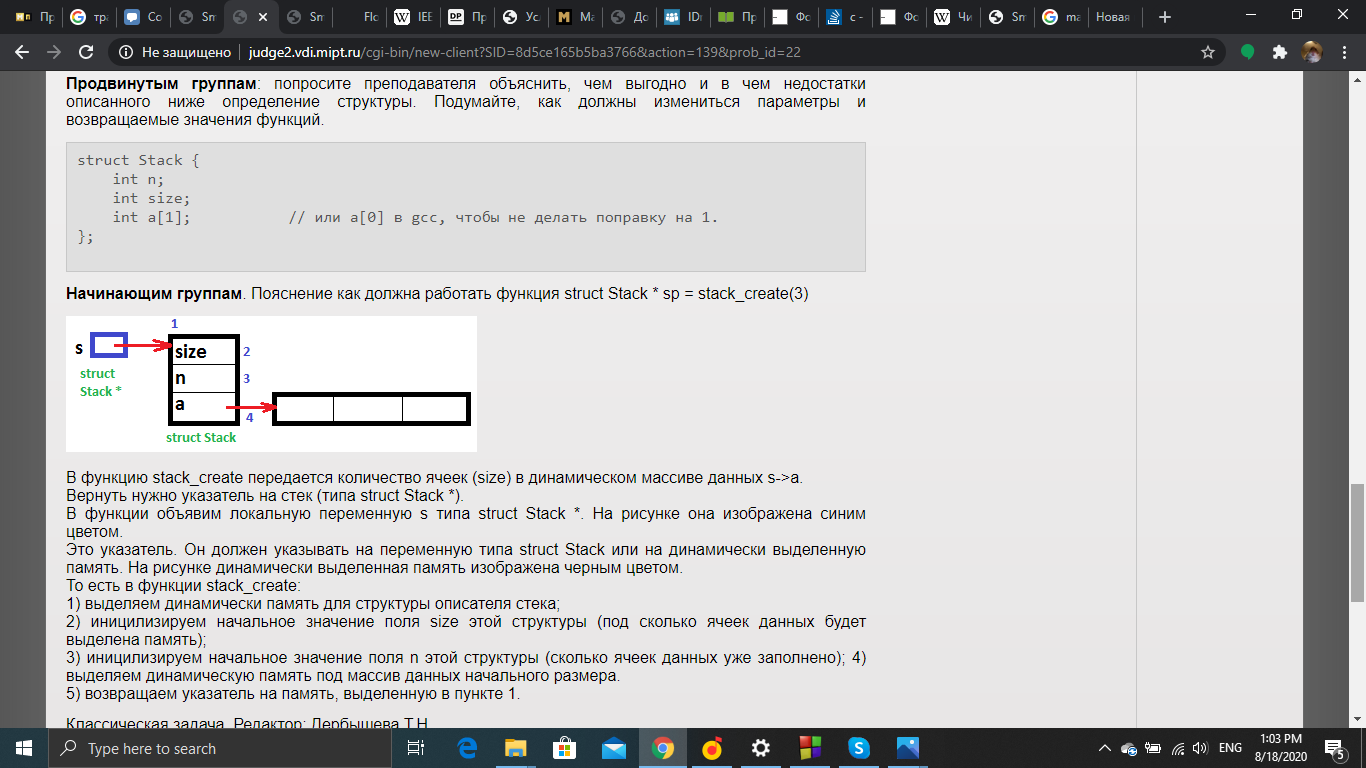 Пр
тра
Co
Sm
Sm
Flo
IEE
Пр
Усл
Ма
До
IDe
Пр
Фо
c -
Фо
Чи
Sm
ma
Новая
Не защищено
judge2.vdi.mipt.ru/cgi-bin/new-client?SID=8d5ce165b5ba3766&action=139&prob_id=22
Продвинутым группам: попросите преподавателя объяснить, чем выгодно и в чем недостатки
описанного ниже определение структуры. Подумайте, как должны измениться параметры и
возвращаемые значения функций.
struct Stack {
int n;
int size;
int a[1]; // или a[0] в gcc, чтобы не делать поправку на 1.
};
Начинающим группам. Пояснение как должна работать функция struct Stack * sp = stack_create(3)
1
s
size
2
struct
Stack *
n
3
a
4
struct Stack
В функцию stack_create передается количество ячеек (size) в динамическом массиве данных s->a.
Вернуть нужно указатель на стек (типа struct Stack *).
В функции объявим локальную переменную s типа struct Stack *. На рисунке она изображена синим
цветом.
Это указатель. Он должен указывать на переменную типа struct Stack или на динамически выделенную
память. На рисунке динамически выделенная память изображена черным цветом.
То есть в функции stack_create:
1) выделяем динамически память для структуры описателя стека;
2) иницилизируем начальное значение поля size этой структуры (под сколько ячеек данных будет
выделена память);
3) иницилизируем начальное значение поля n этой структуры (сколько ячеек данных уже заполнено); 4)
выделяем динамическую память под массив данных начального размера.
5) возвращаем указатель на память, выделенную в пункте 1.
Классическая задача. Редактор: Дербышева Т.Н.
Type here to search
ENG
1:03 PM
8/18/2020
5